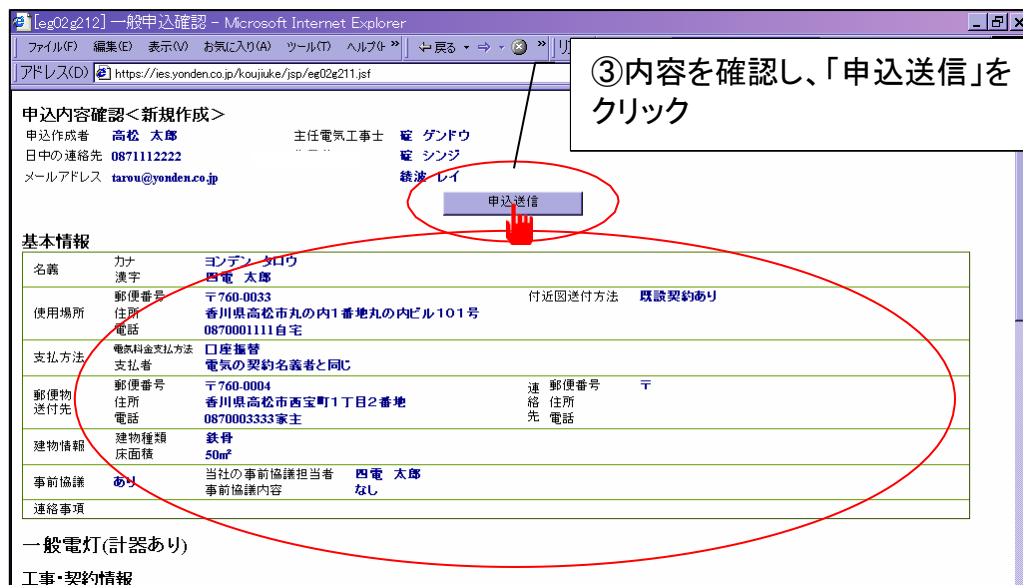 [eg02g212] 一般申込確認 - Microsoft Internet Explorer
ファイル(F) 編集(E) 表示(V) お気に入り(A) ツール(T) ヘルプ(H » 戻る »
アドレス(D) https://ies.yonden.co.jp/koujiuke/jsp/eg02g211.jsf
③内容を確認し、「申込送信」を
クリック
申込内容確認<新規作成>
申込作成者 高松 太郎 主任電気工事士 碇 ゲンドウ
日中の連絡先 0871112222 碇 シンジ
メールアドレス tarou@yonden.co.jp 綾波 レイ
申込送信
基本情報
名義 カナ ヨンデン タロウ
漢字 四電 太郎
使用場所 郵便番号 〒760-0033 付近図送付方法 既設契約あり
住所 香川県高松市丸の内1番地丸の内ビル101号
電話 0870001111自宅
支払方法 電気料金支払方法 口座振替
支払者 電気の契約名義者と同じ
郵便物送付先 郵便番号 〒760-0004 連絡先 郵便番号 〒
住所 香川県高松市西宝町1丁目2番地 住所
電話 0870003333家主 電話
建物情報 建物種類 鉄骨
床面積 50㎡
事前協議 あり 当社の事前協議担当者 四電 太郎
事前協議内容 なし
連絡事項
一般電灯(計器あり)
工事・契約情報